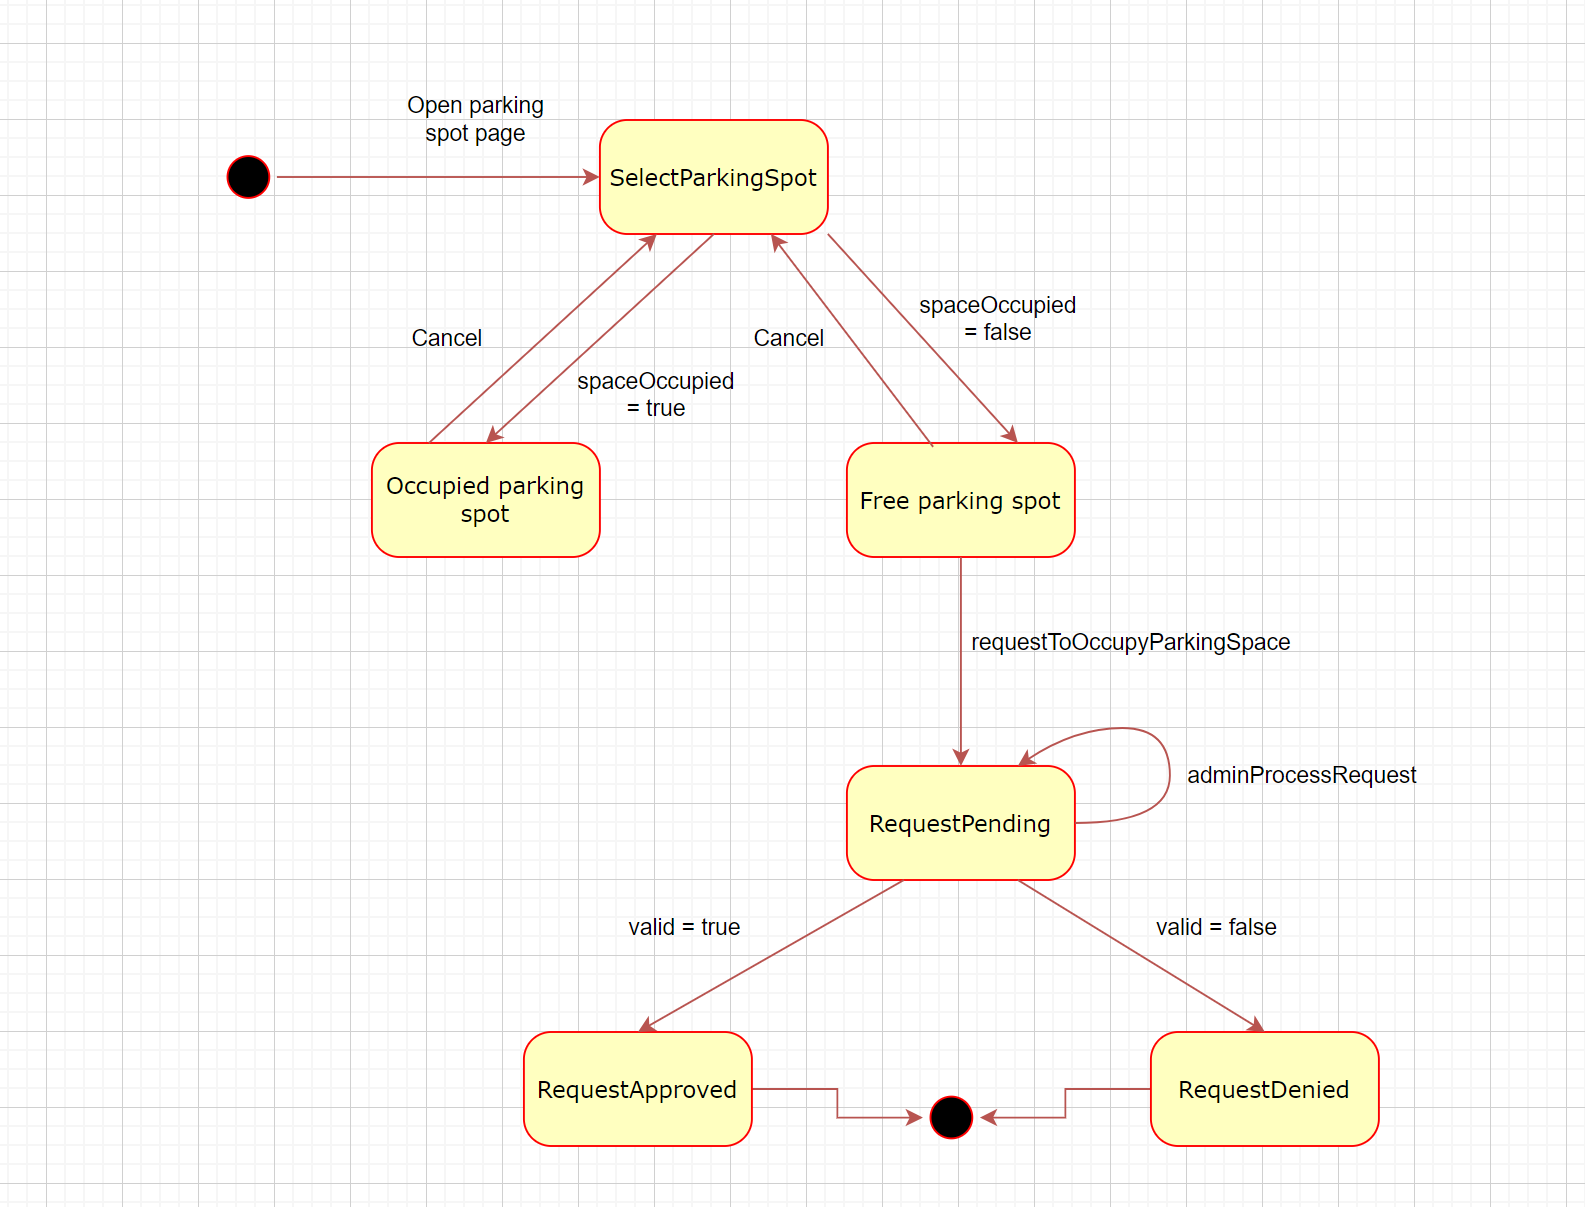 Open parking
spot page
SelectParkingSpot
spaceOccupied
= false
Cancel
Cancel
spaceOccupied
= true
Occupied parking
spot
Free parking spot
requestToOccupyParkingSpace
adminProcessRequest
RequestPending
valid = true
valid = false
RequestApproved
RequestDenied